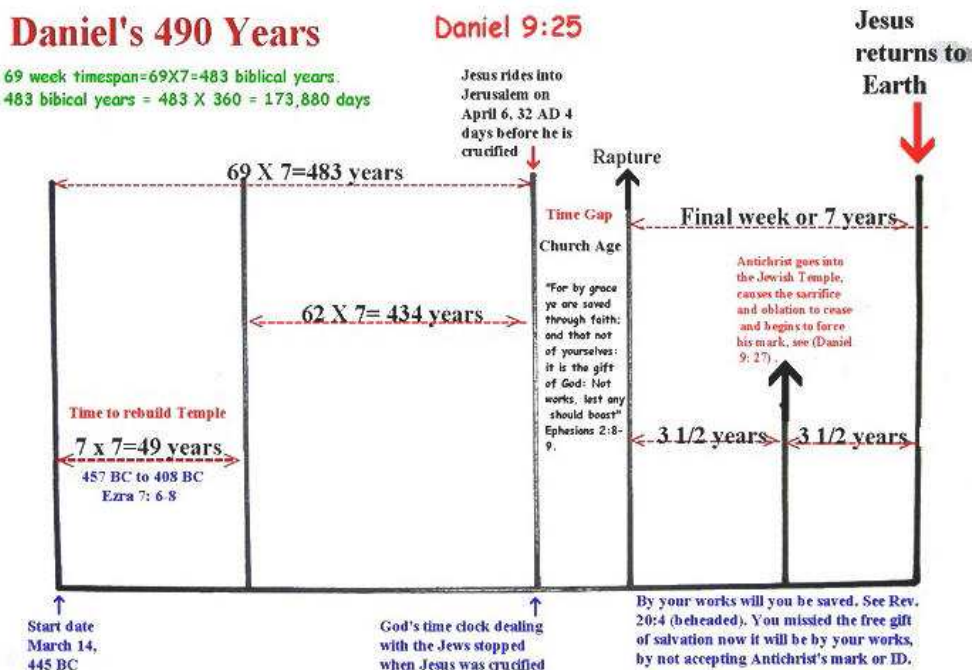 Daniel's 490 Years
Daniel 9:25
69 week timespan=69X7=483 biblical years.
483 bibical years = 483 X 360 = 173,880 days
Jesus rides into
Jerusalem on
April 6, 32 AD 4
days before he is
crucified
Jesus
returns to
Earth
69 X 7=483 years
Rapture
Time Gap
Church Age
Final week or 7 years
"For by grace
ye are saved
through faith;
and that not
of yourselves:
it is the gift
of God: Not
works, lest any
should boast"
Ephesians 2:8-
9.
Antichrist goes into
the Jewish Temple,
causes the sacrifice
and oblation to cease
and begins to force
his mark, see (Daniel
9: 27) .
62 X 7= 434 years
Time to rebuild Temple
7 x 7=49 years
457 BC to 408 BC
Ezra 7: 6-8
3 1/2 years
3 1/2 years
Start date
March 14,
445 BC
God's time clock dealing
with the Jews stopped
when Jesus was crucified
By your works will you be saved. See Rev.
20:4 (beheaded). You missied the free gift
of salvation now it will be by your works,
by not accepting Antichrist's mark or ID.